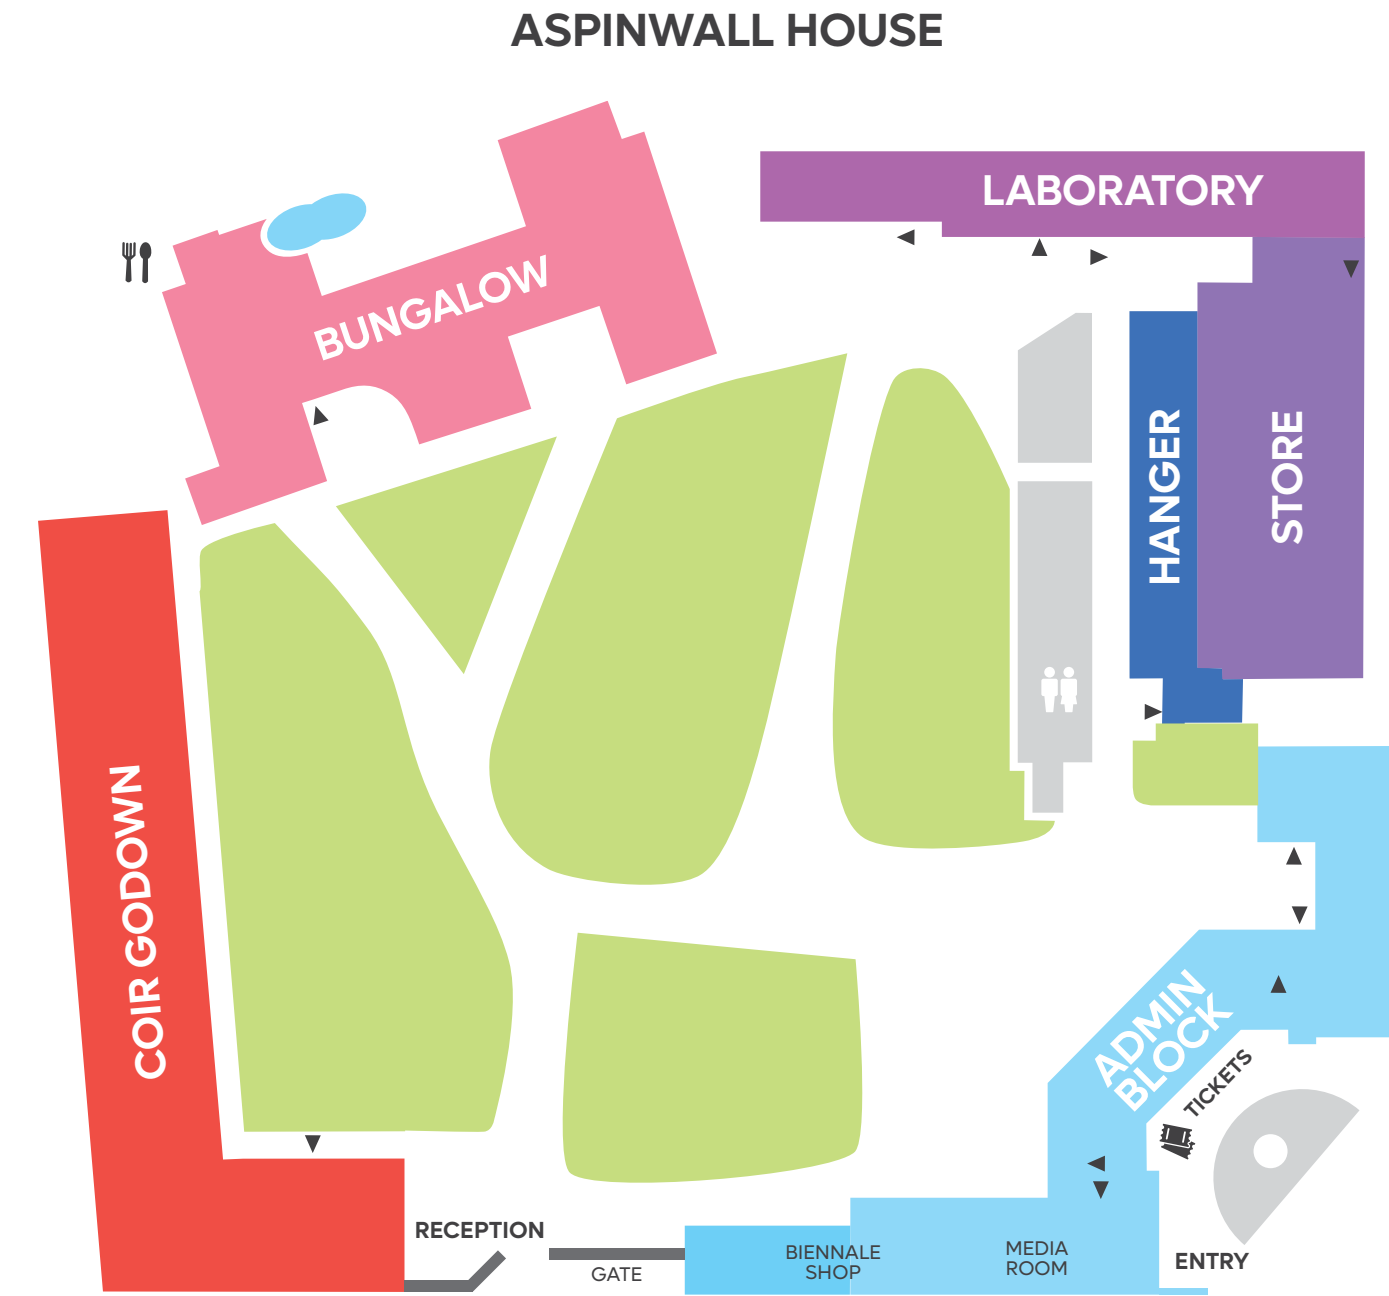 ASPINWALL HOUSE
LABORATORY
BUNGALOW
HANGER
STORE
COIR GODOWN
ADMIN
BLOCK
TICKETS
RECEPTION
GATE
BIENNALE
SHOP
MEDIA
ROOM
ENTRY